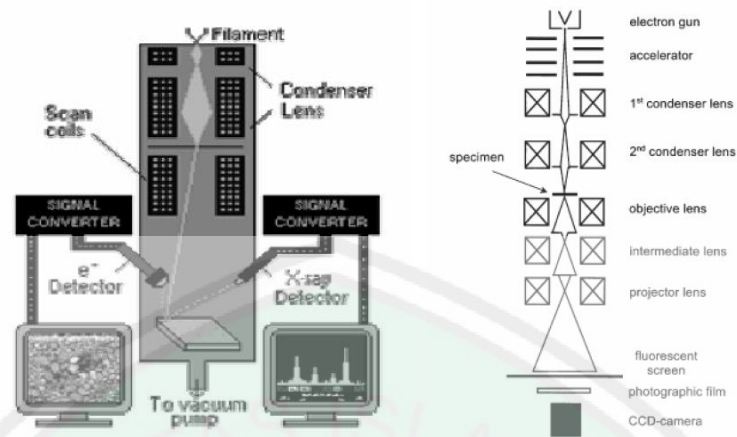 Filament
Condenser
Lens
Scan
coils
SIGNAL
CONVERTER
SIGNAL
CONVERTER
e⁻
Detector
X-ray
Detector
To vacuum
pump
electron gun
accelerator
1st condenser lens
2nd condenser lens
specimen
objective lens
intermediate lens
projector lens
fluorescent
screen
photographic film
CCD-camera